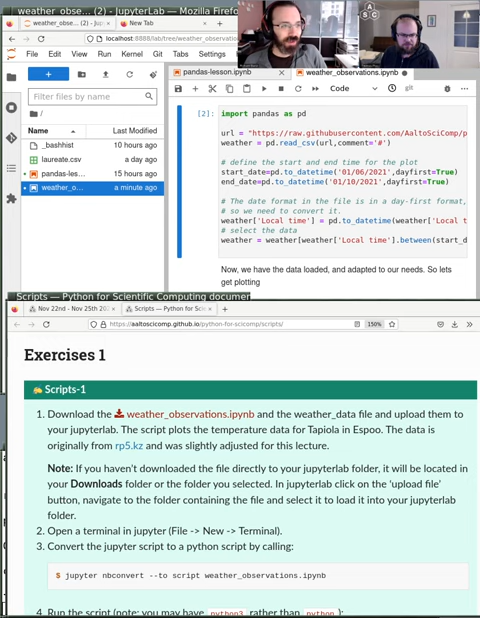 weather_obse... (2) - JupyterLab — Mozilla Firefox
weather_obse... (2)
New Tab
localhost:8888/lab/tree/weather_observatio
File Edit View Run Kernel Git Tabs Settings
Filter files by name
/
Name Last Modified
_bashhist 10 hours ago
laureate.csv a day ago
pandas-les... 15 hours ago
weather_o... a minute ago
A
S
C
pandas-lesson.ipynb
weather_observations.ipynb
Code
git
[2]:
import pandas as pd
url = "https://raw.githubusercontent.com/AaltoSciComp/p
weather = pd.read_csv(url,comment='#')
# define the start and end time for the plot
start_date=pd.to_datetime('01/06/2021',dayfirst=True)
end_date=pd.to_datetime('01/10/2021',dayfirst=True)
# The date format in the file is in a day-first format,
# so we need to convert it.
weather['Local time'] = pd.to_datetime(weather['Local t
# select the data
weather = weather[weather['Local time'].between(start_d
Now, we have the data loaded, and adapted to our needs. So lets
get plotting
Scripts — Python for Scientific Computing documen
Nov 22nd - Nov 25th 202
Scripts — Python for Sci
https://aaltoscicomp.github.io/python-for-scicomp/scripts/
150%
Exercises 1
Scripts-1
1. Download the weather_observations.ipynb and the weather_data file and upload them to
your jupyterlab. The script plots the temperature data for Tapiola in Espoo. The data is
originally from rp5.kz and was slightly adjusted for this lecture.
Note: If you haven't downloaded the file directly to your jupyterlab folder, it will be located in
your Downloads folder or the folder you selected. In jupyterlab click on the 'upload file'
button, navigate to the folder containing the file and select it to load it into your jupyterlab
folder.
2. Open a terminal in jupyter (File -> New -> Terminal).
3. Convert the jupyter script to a python script by calling:
$ jupyter nbconvert --to script weather_observations.ipynb
4. Run the script (note: you may have python3 rather than python ):